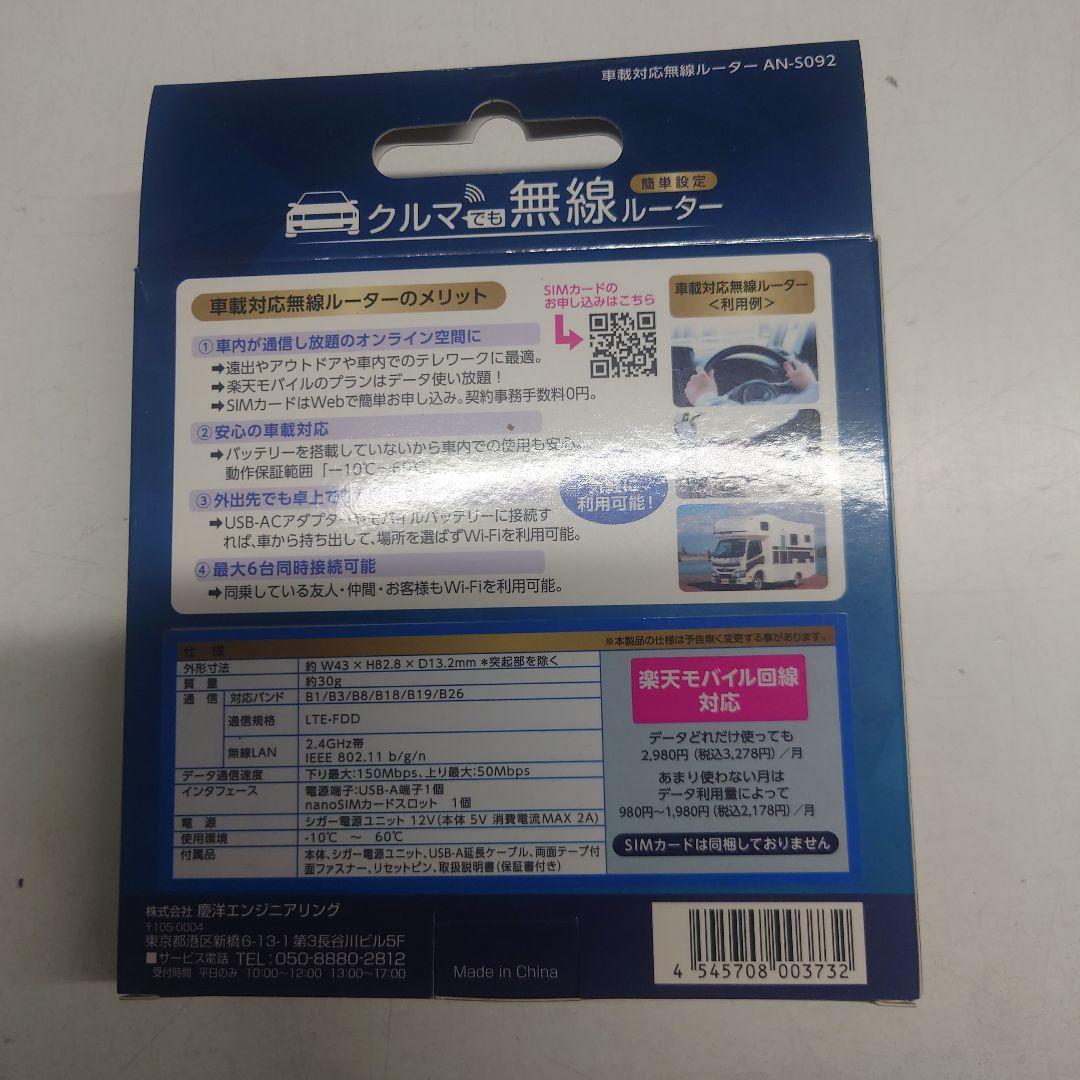 車載対応無線ルーター AN-S092
クルマでも無線ルーター
簡単設定
車載対応無線ルーターのメリット
SIMカードの
お申し込みはこちら
①車内が通信し放題のオンライン空間に
➡遠出やアウトドアや車内でのテレワークに最適。
➡楽天モバイルのプランはデータ使い放題！
➡SIMカードはWebで簡単お申し込み。契約事務手数料0円。
②安心の車載対応
➡バッテリーを搭載していないから車内での使用も安心。
動作保証範囲「-10℃～60℃
③外出先でも卓上で
➡USB-ACアダプターやモバイルバッテリーに接続す
れば、車から持ち出して、場所を選ばずWi-Fiを利用可能。
利用可能！
④最大6台同時接続可能
➡同乗している友人・仲間・お客様もWi-Fiを利用可能。
車載対応無線ルーター
＜利用例＞
※本製品の仕様は予告無く変更する事があります。
仕 様
外形寸法 約 W43 × H82.8 × D13.2mm ＊突起部を除く
質 量 約30g
通 信 対応バンド B1/B3/B8/B18/B19/B26
通信規格 LTE-FDD
無線LAN 2.4GHz帯
IEEE 802.11 b/g/n
データ通信速度 下り最大：150Mbps、上り最大：50Mbps
インタフェース 電源端子：USB-A端子1個
nanoSIMカードスロット 1個
電 源 シガー電源ユニット 12V（本体 5V 消費電流MAX 2A）
使用環境 -10℃ ～ 60℃
付属品 本体、シガー電源ユニット、USB-A延長ケーブル、両面テープ付
面ファスナー、リセットピン、取扱説明書（保証書付き）
楽天モバイル回線
対応
データどれだけ使っても
2,980円（税込3,278円）／月
あまり使わない月は
データ利用量によって
980円～1,980円（税込2,178円）／月
SIMカードは同梱しておりません
株式会社 慶洋エンジニアリング
〒105-0004
東京都港区新橋6-13-1 第3長谷川ビル5F
■サービス電話 TEL：050-8880-2812
受付時間 平日のみ 10:00～12:00 13:00～17:00
Made in China
4 545708 003732